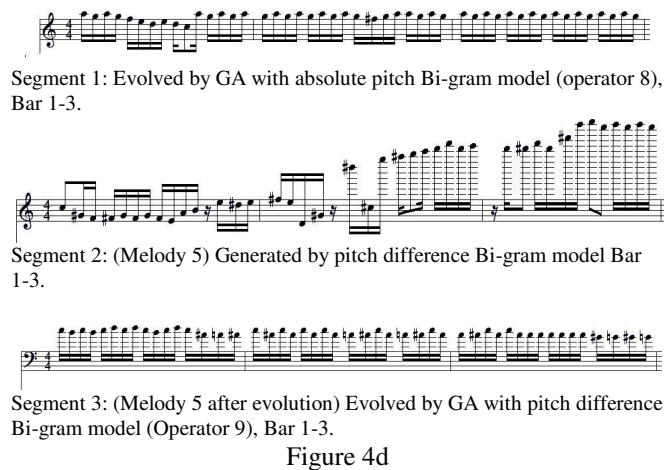 Segment 1: Evolved by GA with absolute pitch Bi-gram model (operator 8),
Bar 1-3.
Segment 2: (Melody 5) Generated by pitch difference Bi-gram model Bar
1-3.
Segment 3: (Melody 5 after evolution) Evolved by GA with pitch difference
Bi-gram model (Operator 9), Bar 1-3.
Figure 4d